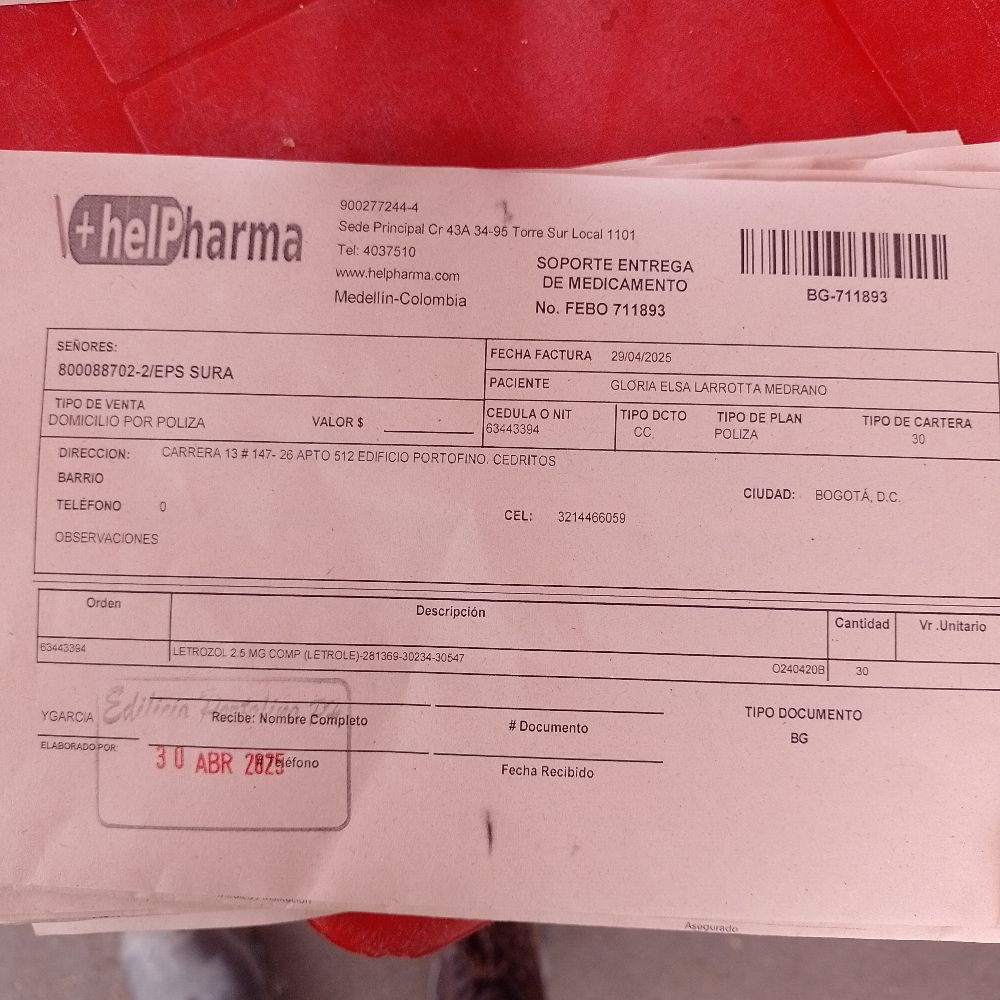 +helPharma
900277244-4
Sede Principal Cr 43A 34-95 Torre Sur Local 1101
Tel: 4037510
www.helpharma.com
Medellín-Colombia
SOPORTE ENTREGA
DE MEDICAMENTO
No. FEBO 711893
BG-711893
SEÑORES:
800088702-2/EPS SURA
FECHA FACTURA 29/04/2025
PACIENTE GLORIA ELSA LARROTTA MEDRANO
TIPO DE VENTA
DOMICILIO POR POLIZA VALOR $
CEDULA O NIT
63443394
TIPO DCTO
CC
TIPO DE PLAN
POLIZA
TIPO DE CARTERA
30
DIRECCION: CARRERA 13 # 147- 26 APTO 512 EDIFICIO PORTOFINO. CEDRITOS
BARRIO
CIUDAD: BOGOTÁ, D.C.
TELÉFONO 0
CEL: 3214466059
OBSERVACIONES
Orden Descripción Cantidad Vr .Unitario
63443394 LETROZOL 2.5 MG COMP (LETROLE)-281369-30234-30547 O240420B 30
Edificio
YGARCIA Recibe: Nombre Completo # Documento TIPO DOCUMENTO
BG
ELABORADO POR:
30 ABR 2025
# Teléfono Fecha Recibido
Asegurado